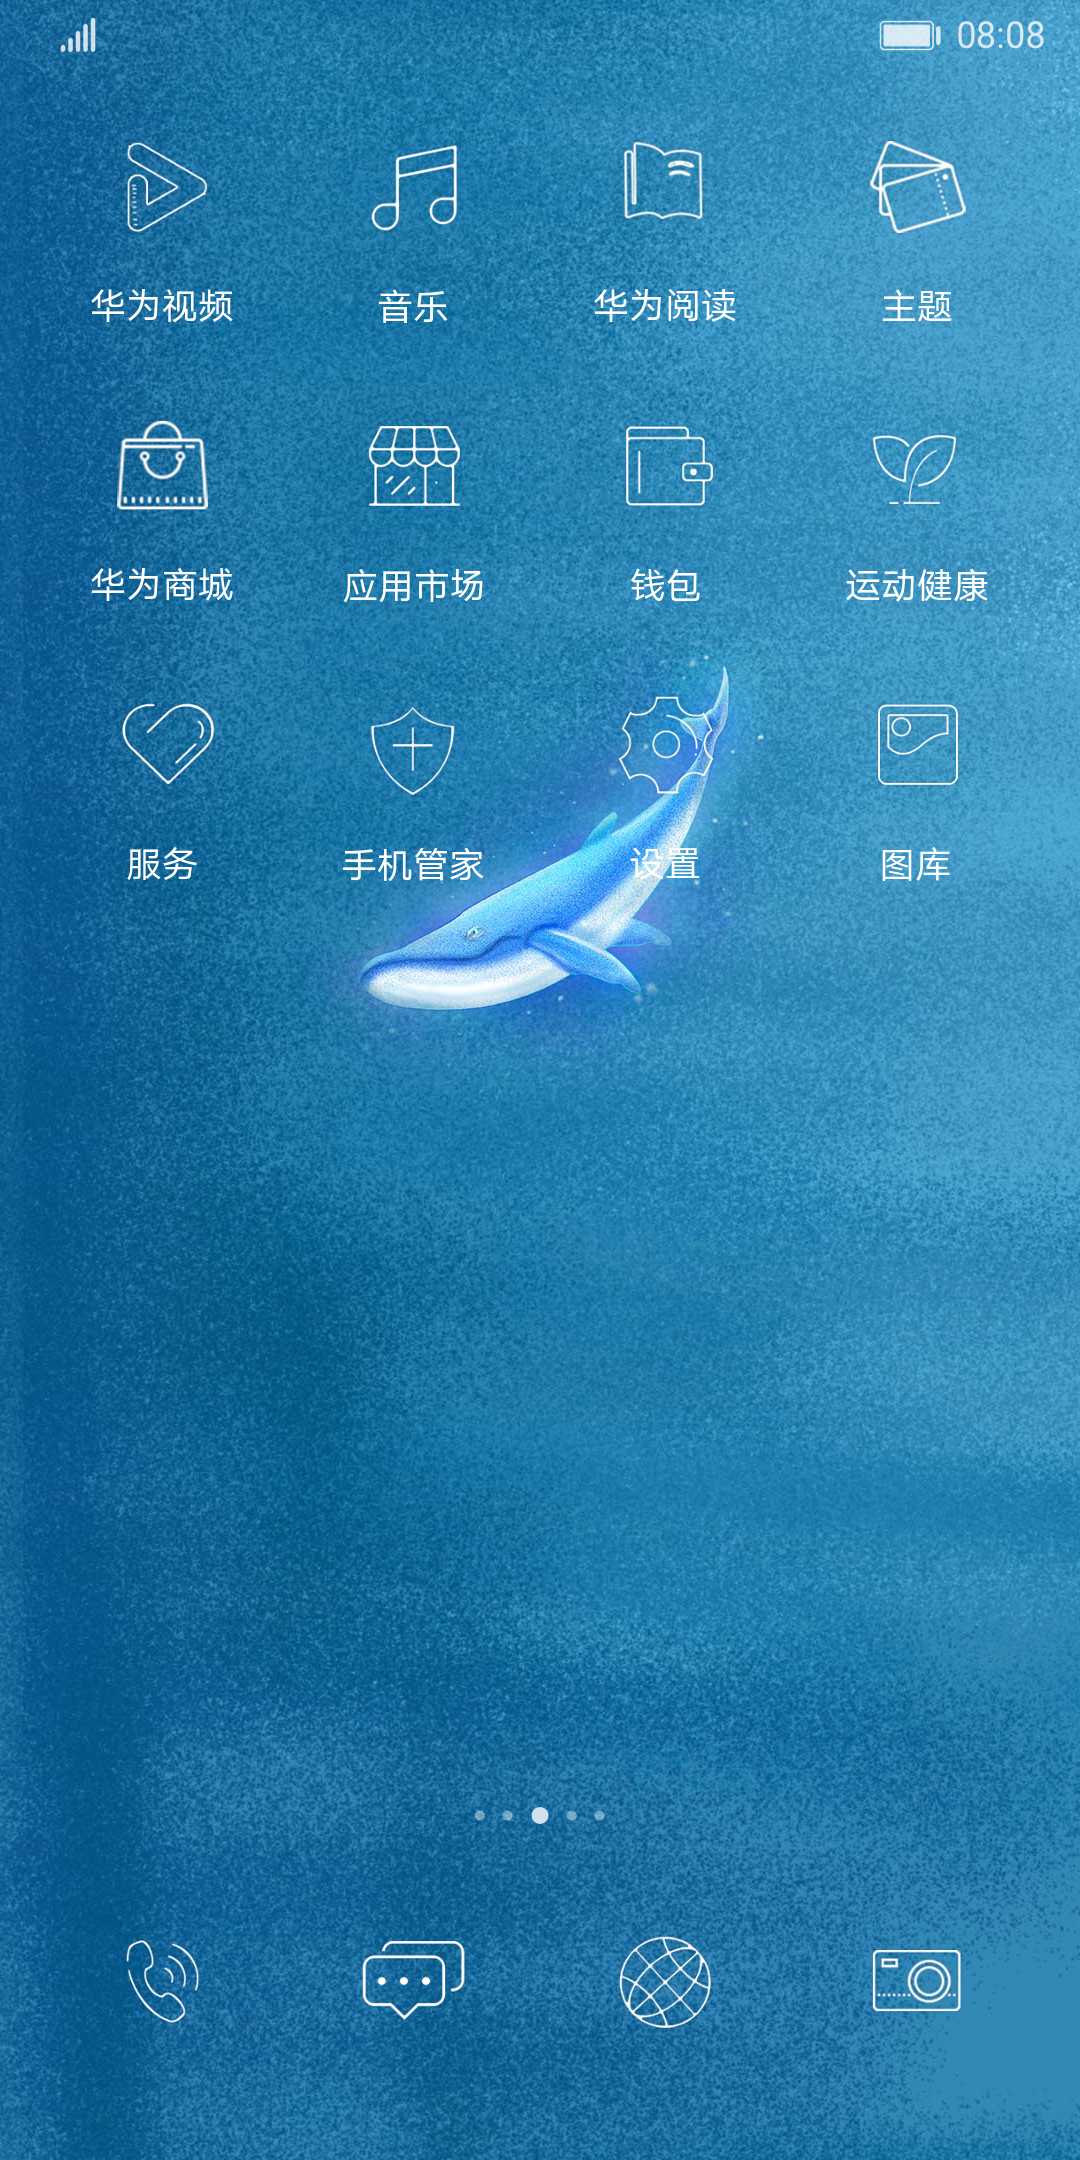 08:08
华为视频 音乐 华为阅读 主题
华为商城 应用市场 钱包 运动健康
服务 手机管家 设置 图库